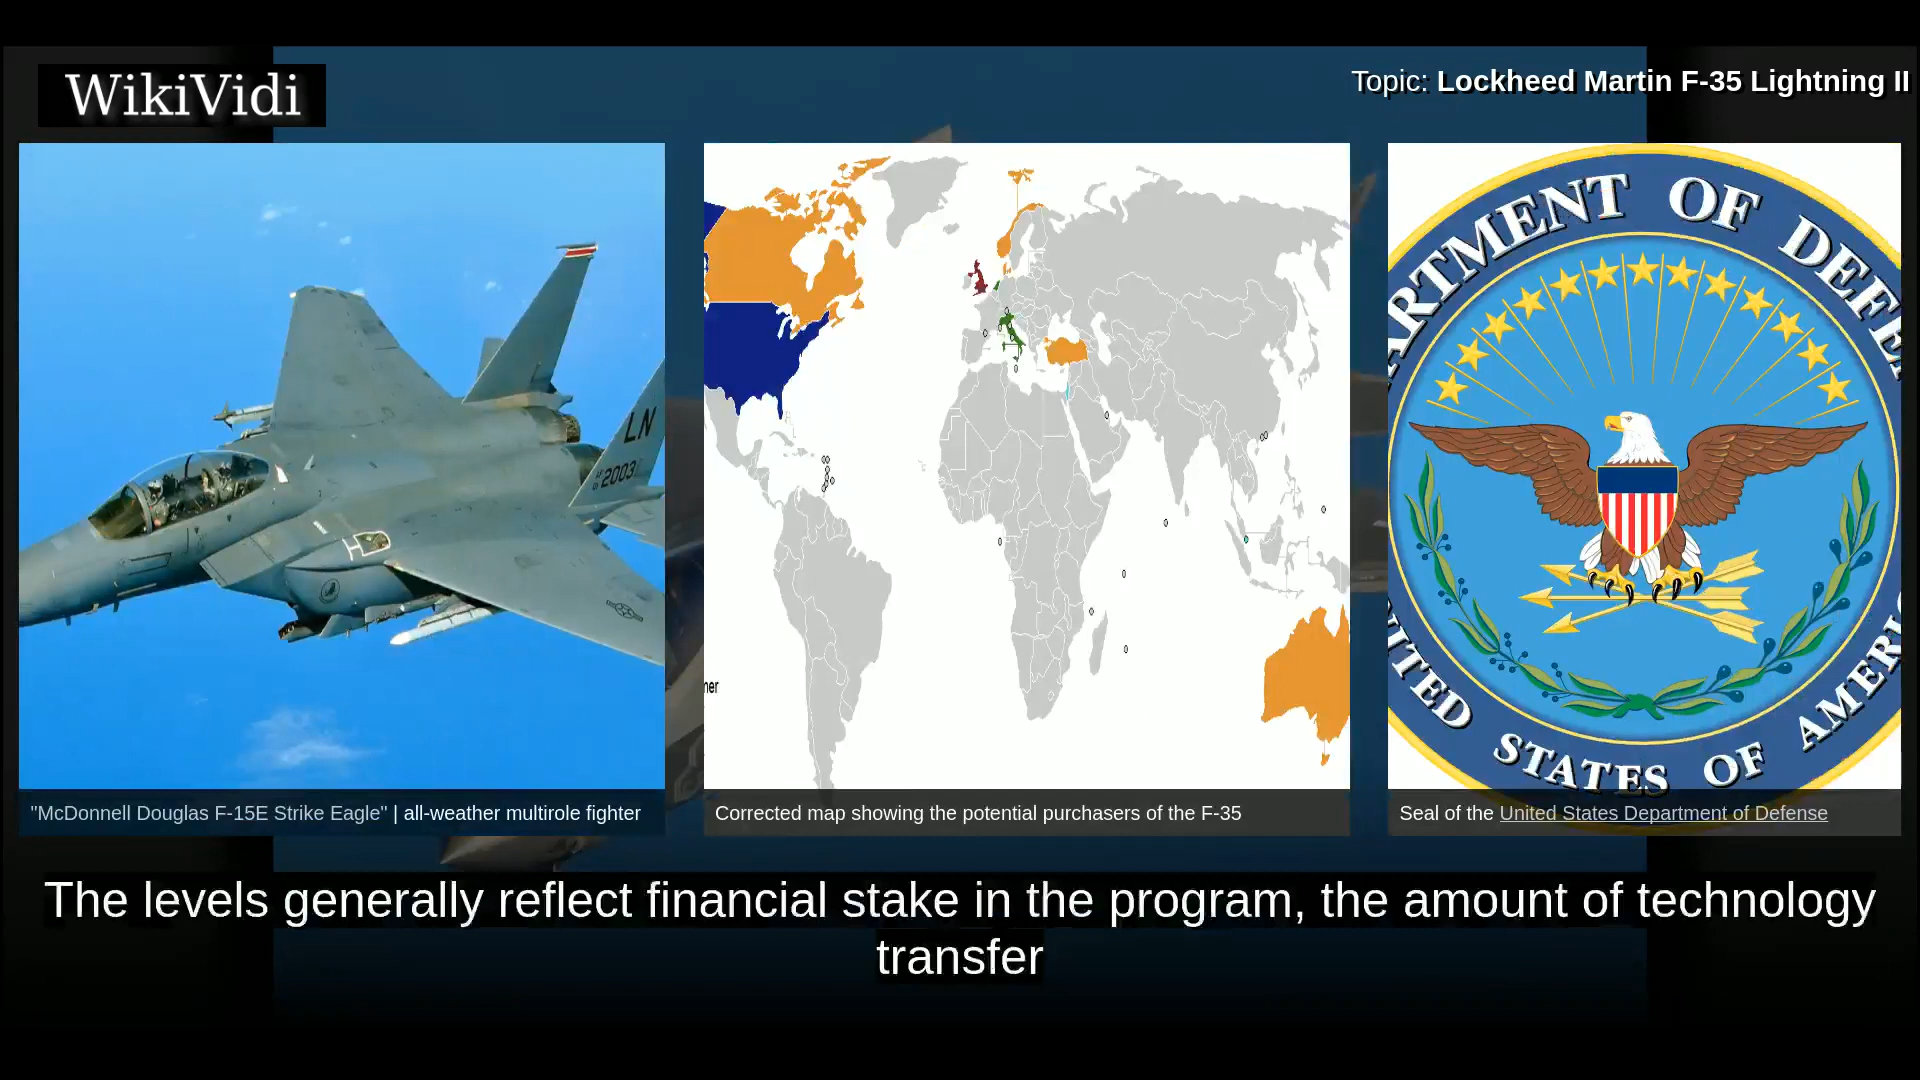 WikiVidi
Topic: Lockheed Martin F-35 Lightning II
LN
2003
ner
ARTMENT OF DEFE
UNITED STATES OF AMERIC
"McDonnell Douglas F-15E Strike Eagle" | all-weather multirole fighter
Corrected map showing the potential purchasers of the F-35
Seal of the United States Department of Defense
The levels generally reflect financial stake in the program, the amount of technology
transfer